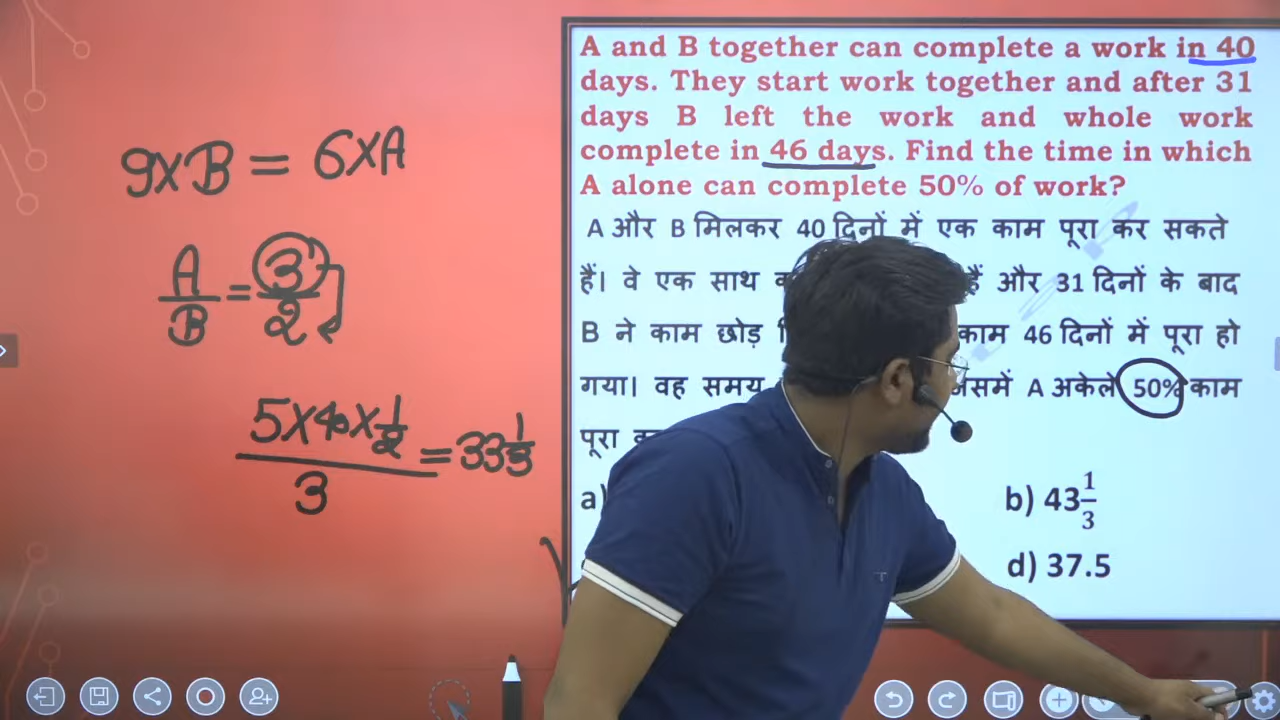 9×B = 6×A
A/B = 3/2
5×40×1/2 / 3 = 33 1/3
A and B together can complete a work in 40
days. They start work together and after 31
days B left the work and whole work
complete in 46 days. Find the time in which
A alone can complete 50% of work?
A और B मिलकर 40 दिनों में एक काम पूरा कर सकते
हैं। वे एक साथ हैं और 31 दिनों के बाद
B ने काम छोड़ काम 46 दिनों में पूरा हो
गया। वह समय A अकेले 50% काम
पूरा
a)
b) 43 1/3
d) 37.5